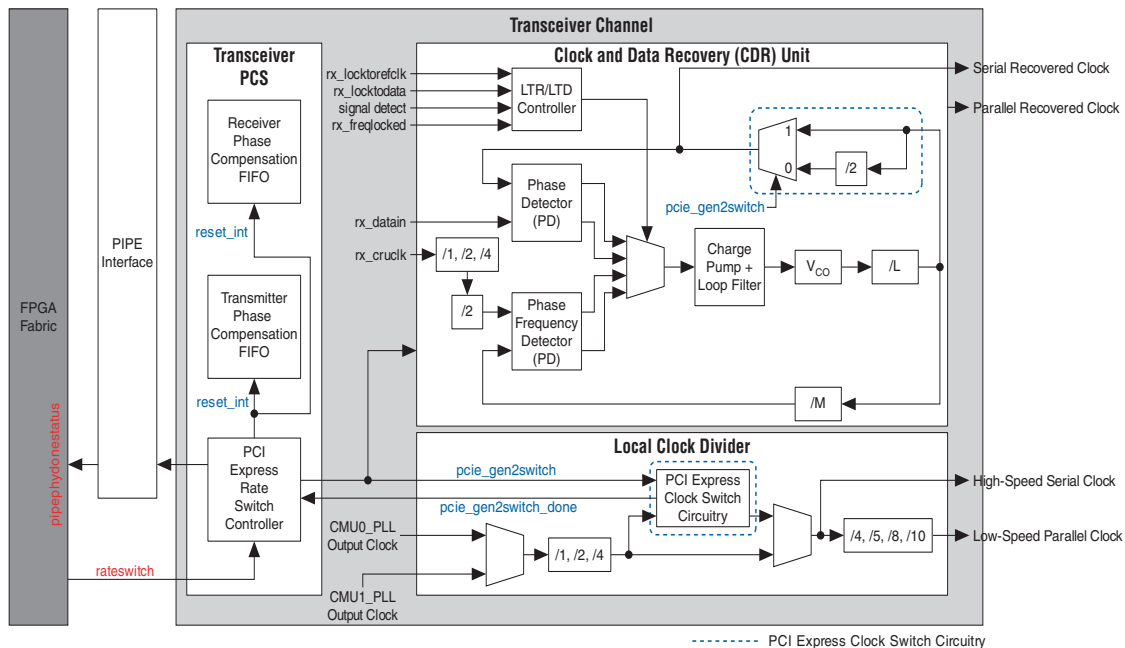 Transceiver Channel
Transceiver
PCS
Clock and Data Recovery (CDR) Unit
rx_locktorefclk
rx_locktodata
signal detect
rx_freqlocked
LTR/LTD
Controller
Serial Recovered Clock
Parallel Recovered Clock
Receiver
Phase
Compensation
FIFO
1
0
/2
pcie_gen2switch
Phase
Detector
(PD)
rx_datain
reset_int
PIPE
Interface
rx_cruclk
/1, /2, /4
Charge
Pump +
Loop Filter
VCO
/L
FPGA
Fabric
Transmitter
Phase
Compensation
FIFO
/2
Phase
Frequency
Detector
(PD)
reset_int
/M
pipephydonestatus
PCI
Express
Rate
Switch
Controller
Local Clock Divider
pcie_gen2switch
pcie_gen2switch_done
PCI Express
Clock Switch
Circuitry
High-Speed Serial Clock
CMU0_PLL
Output Clock
/1, /2, /4
/4, /5, /8, /10
Low-Speed Parallel Clock
rateswitch
CMU1_PLL
Output Clock
PCI Express Clock Switch Circuitry